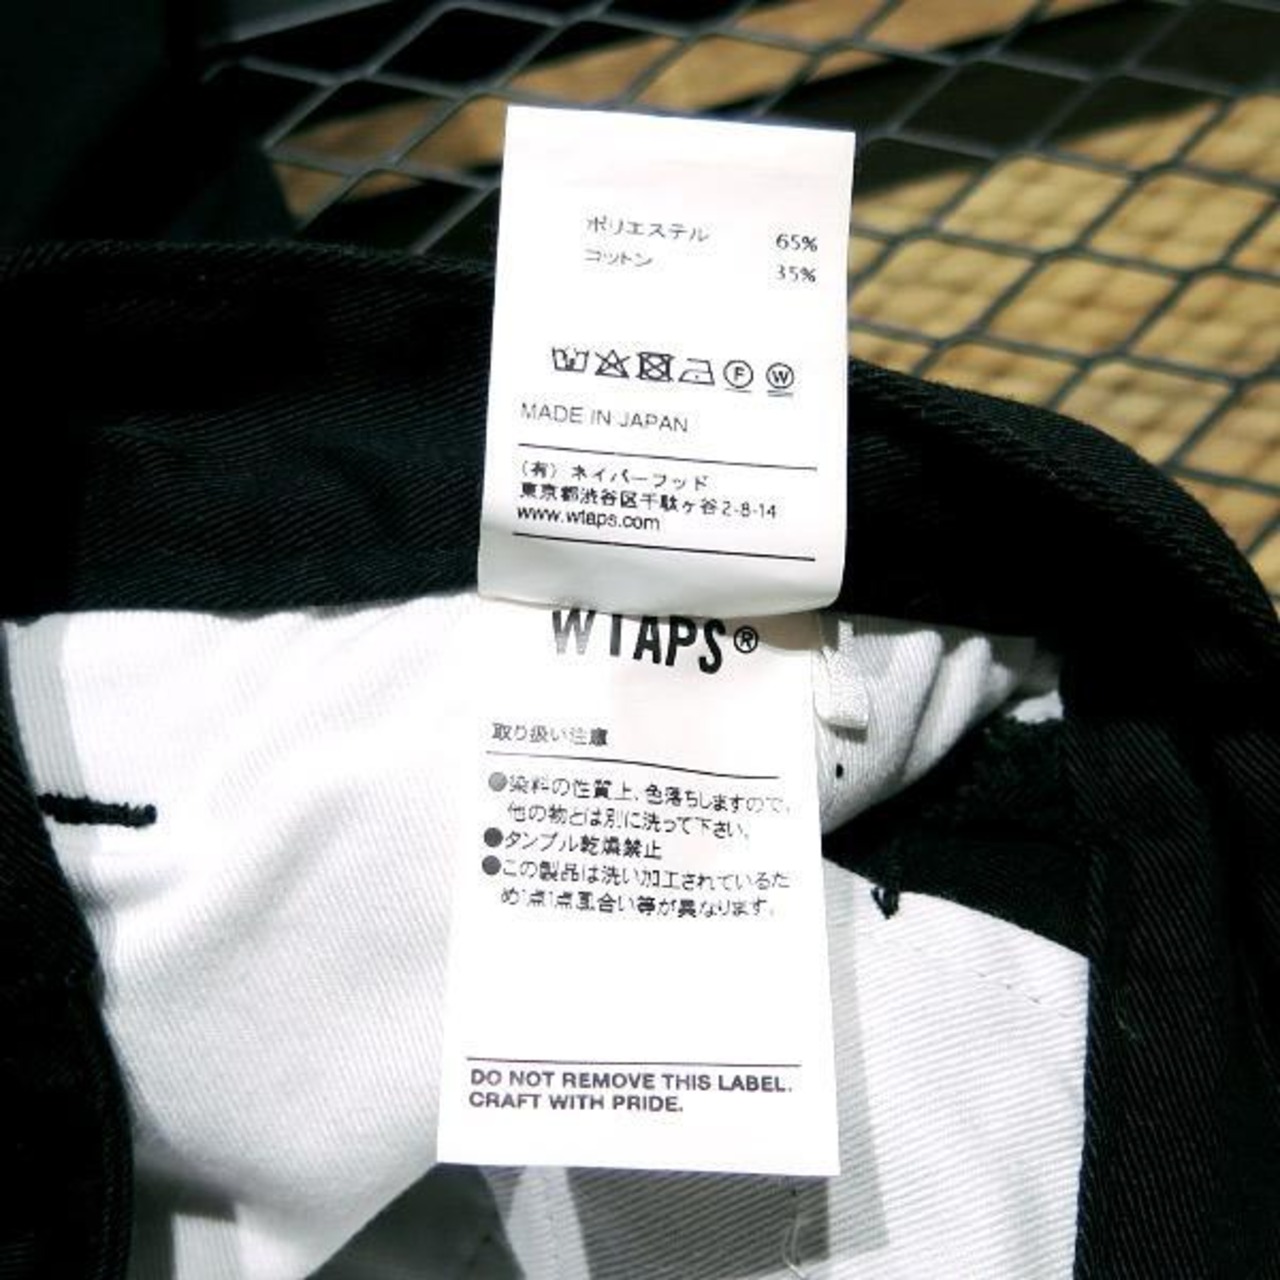 ポリエステル 65%
コットン 35%
F W
MADE IN JAPAN
(有) ネイバーフッド
東京都渋谷区千駄ヶ谷2-8-14
www.wtaps.com
WTAPS®
取り扱い注意
●染料の性質上、色落ちしますので、
他の物とは別に洗って下さい。
●タンブル乾燥禁止
●この製品は洗い加工されているた
め1点1点風合い等が異なります。
DO NOT REMOVE THIS LABEL.
CRAFT WITH PRIDE.